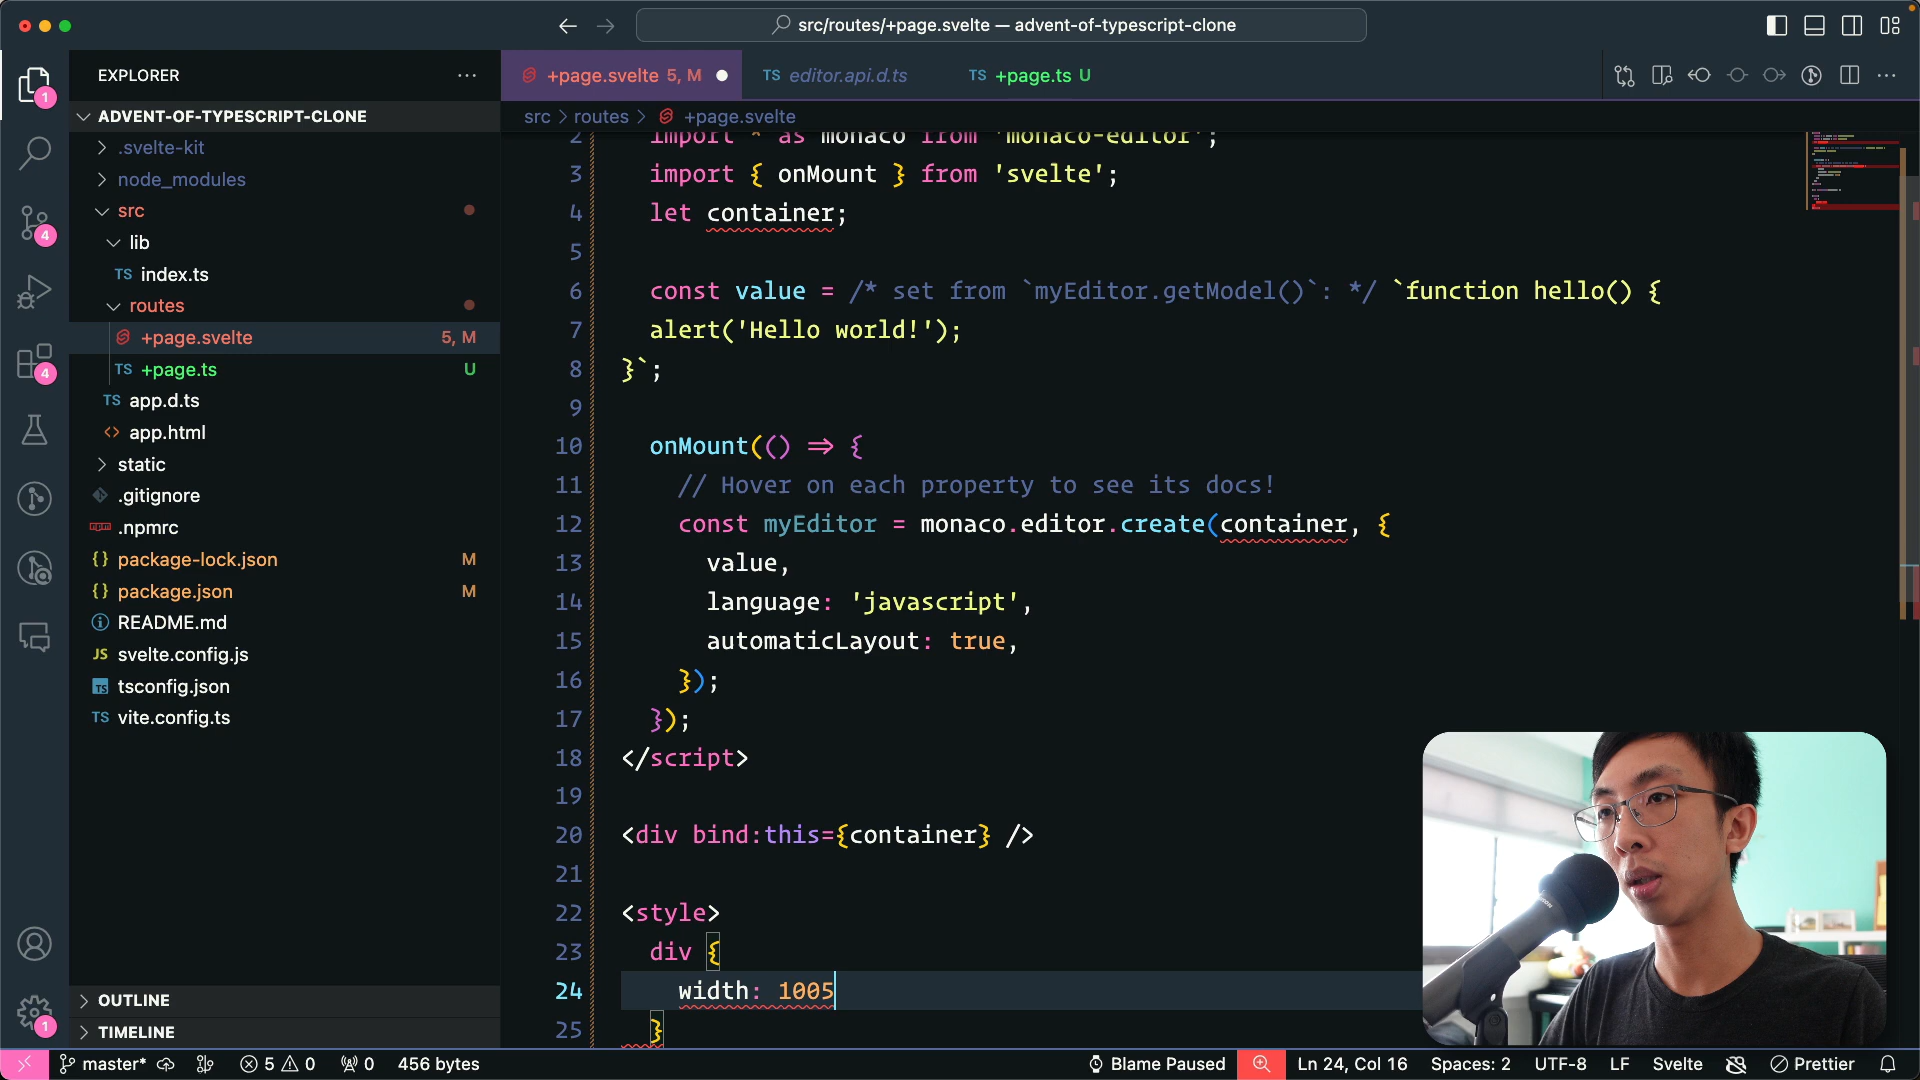 src/routes/+page.svelte — advent-of-typescript-clone
EXPLORER
+page.svelte 5, M
TS editor.api.d.ts
TS +page.ts U
ADVENT-OF-TYPESCRIPT-CLONE
src > routes > +page.svelte
.svelte-kit
node_modules
src
lib
TS index.ts
routes
+page.svelte 5, M
TS +page.ts U
TS app.d.ts
app.html
static
.gitignore
.npmrc
package-lock.json M
package.json M
README.md
JS svelte.config.js
TS tsconfig.json
TS vite.config.ts
OUTLINE
TIMELINE
1
4
4
1
2 import * as monaco from 'monaco-editor';
3 import { onMount } from 'svelte';
4 let container;
5
6 const value = /* set from `myEditor.getModel()`: */ `function hello() {
7 alert('Hello world!');
8 }`;
9
10 onMount(() => {
11 // Hover on each property to see its docs!
12 const myEditor = monaco.editor.create(container, {
13 value,
14 language: 'javascript',
15 automaticLayout: true,
16 });
17 });
18 </script>
19
20 <div bind:this={container} />
21
22 <style>
23 div {
24 width: 1005
25 }
master* 5 0 0 456 bytes
Blame Paused Ln 24, Col 16 Spaces: 2 UTF-8 LF Svelte Prettier